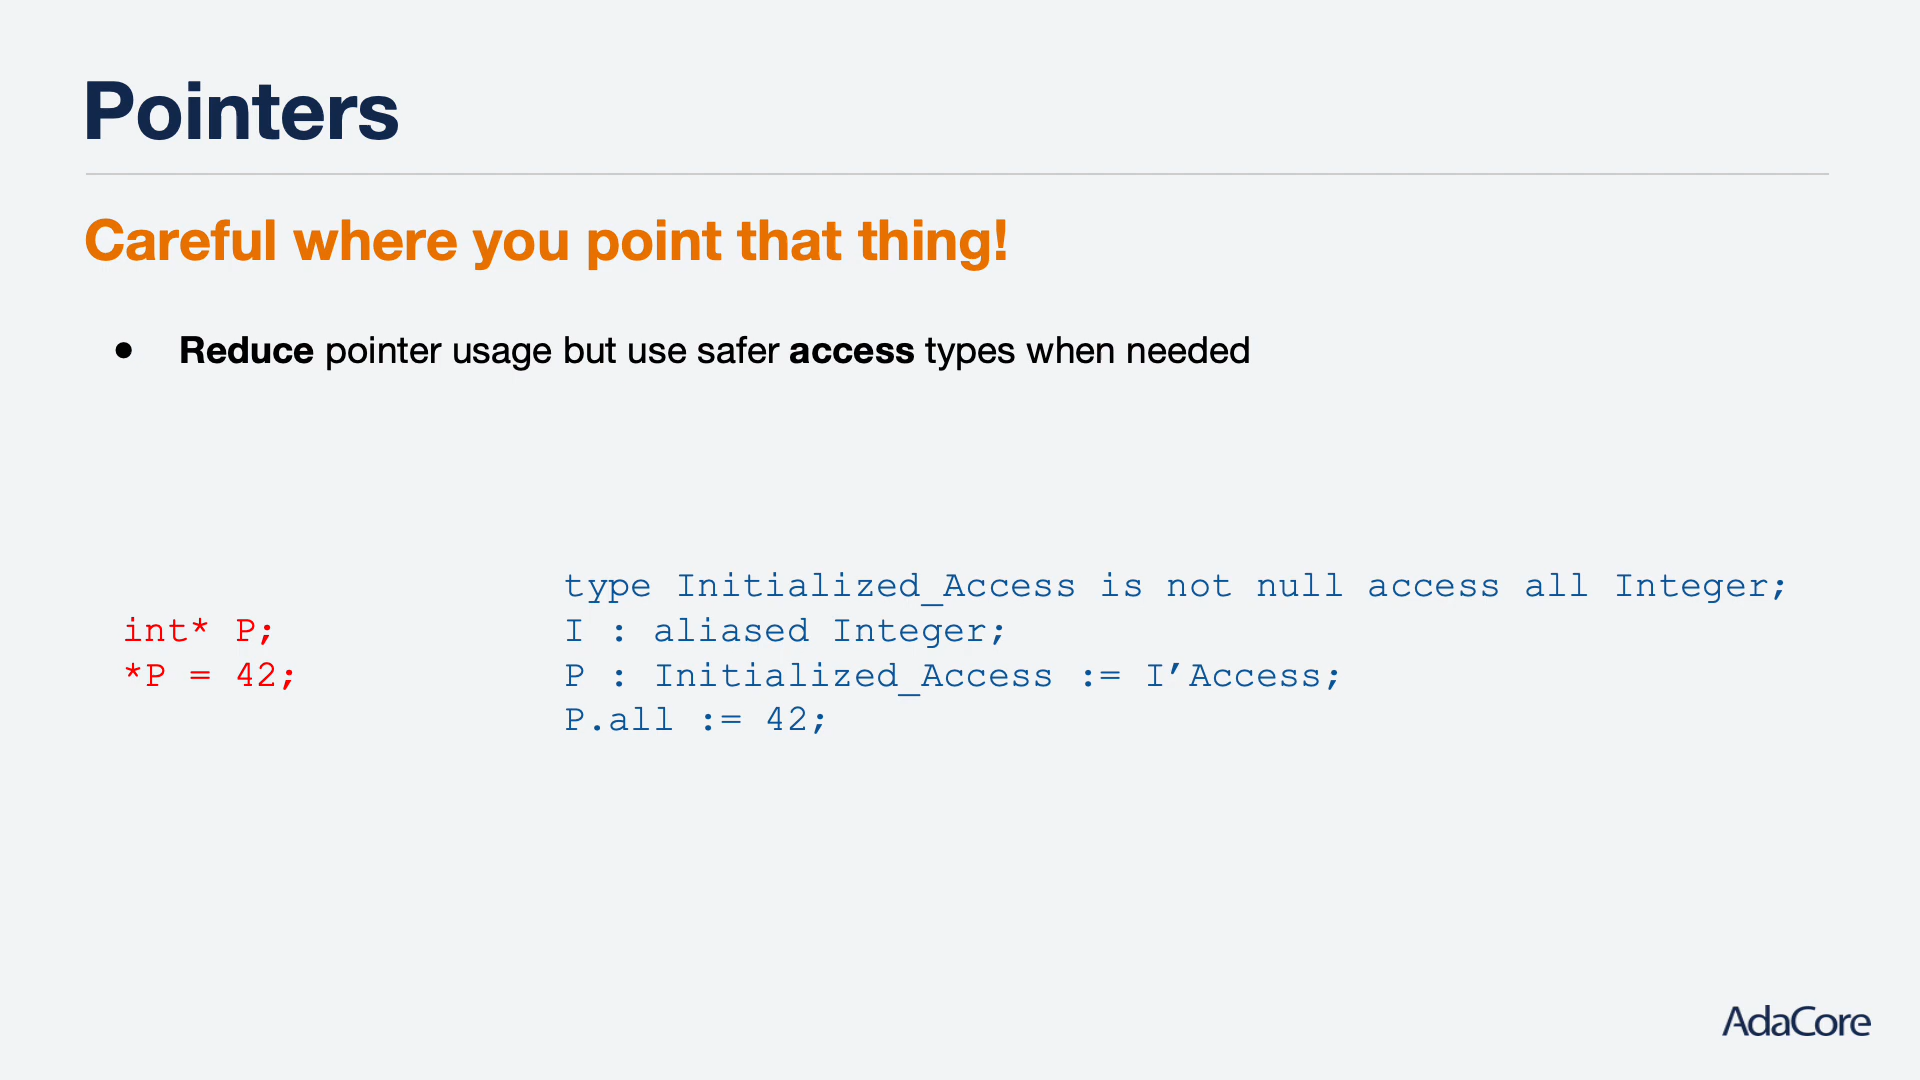 Pointers
Careful where you point that thing!
● Reduce pointer usage but use safer access types when needed
int* P;
*P = 42;
type Initialized_Access is not null access all Integer;
I : aliased Integer;
P : Initialized_Access := I’Access;
P.all := 42;
AdaCore